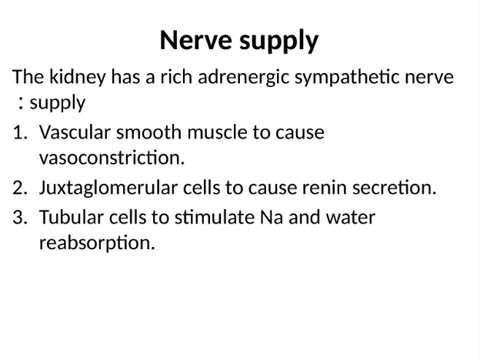 Nerve supply
The kidney has a rich adrenergic sympathetic nerve
: supply
1. Vascular smooth muscle to cause
vasoconstriction.
2. Juxtaglomerular cells to cause renin secretion.
3. Tubular cells to stimulate Na and water
reabsorption.